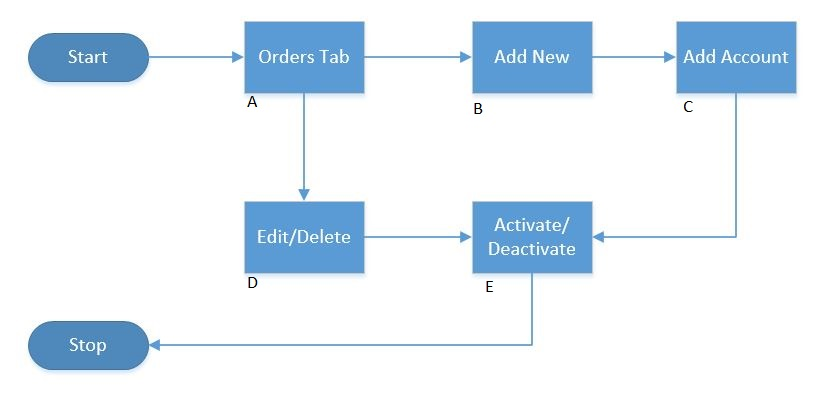 Start
Orders Tab
Add New
Add Account
A
B
C
Edit/Delete
Activate/
Deactivate
D
E
Stop